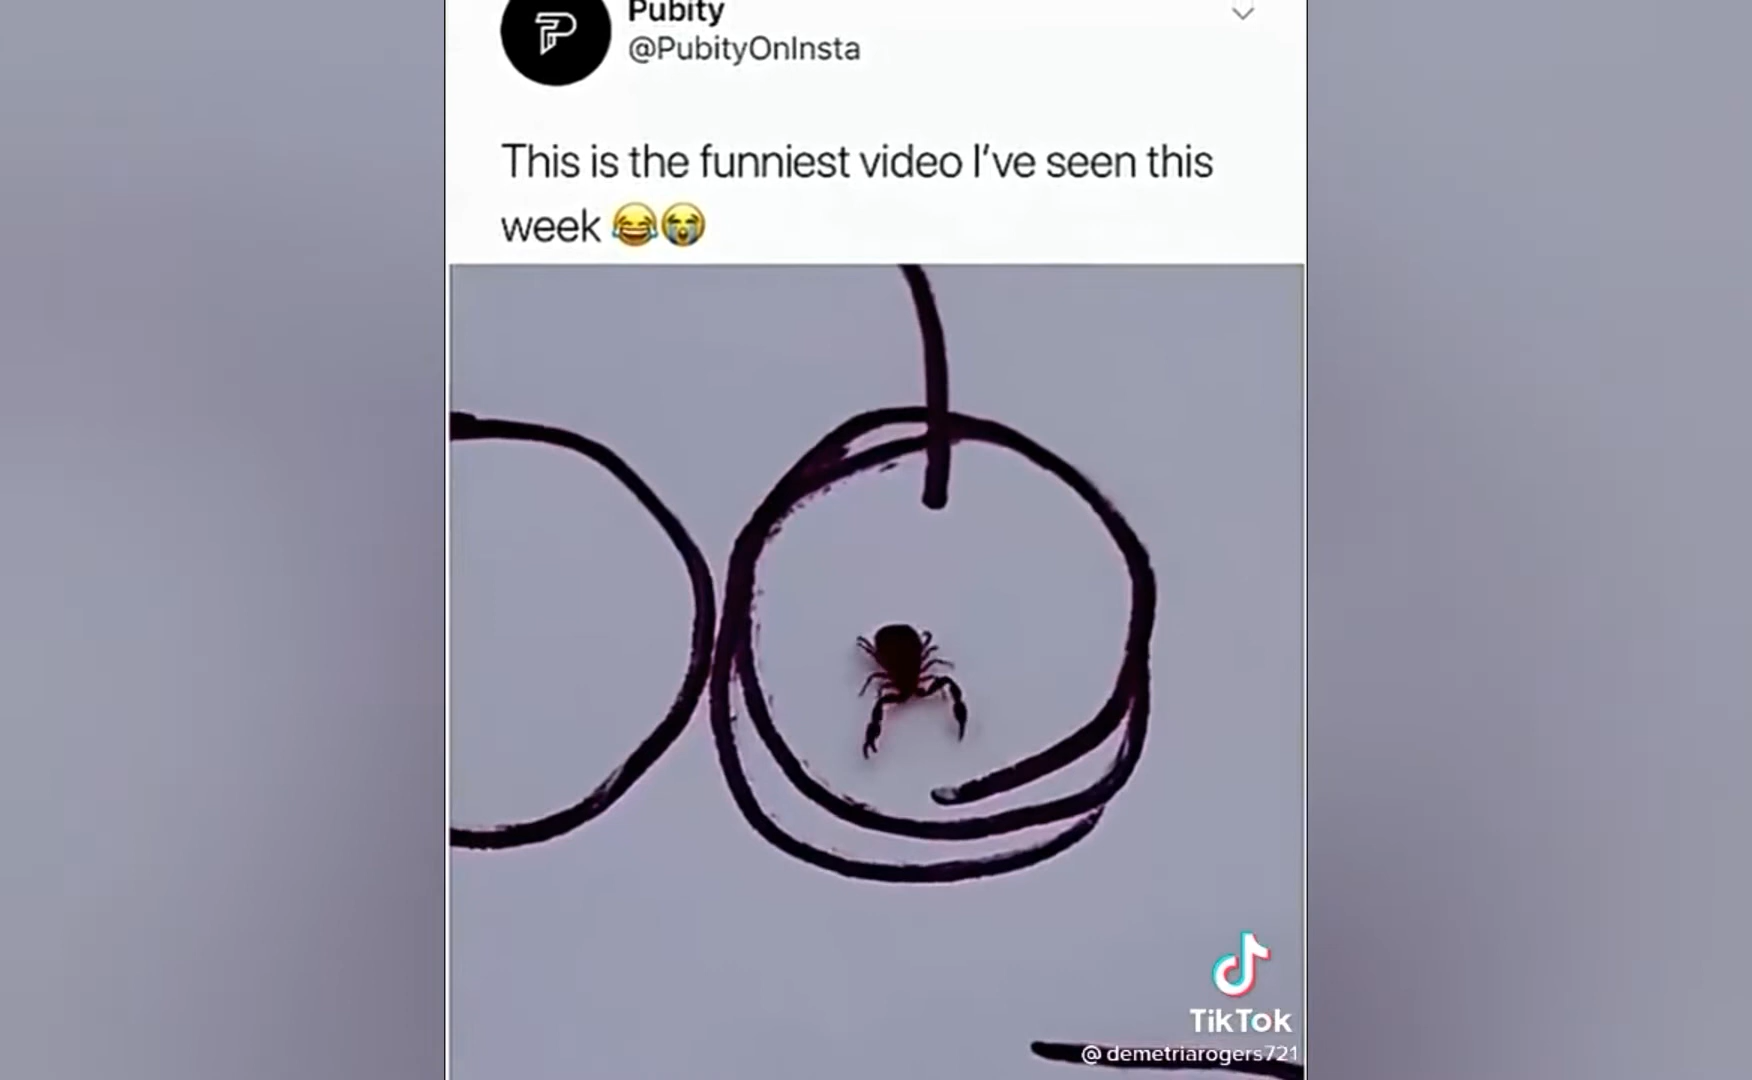 Pubity
@PubityOnInsta
This is the funniest video I've seen this
week 😂😭
TikTok
@demetriarogers721